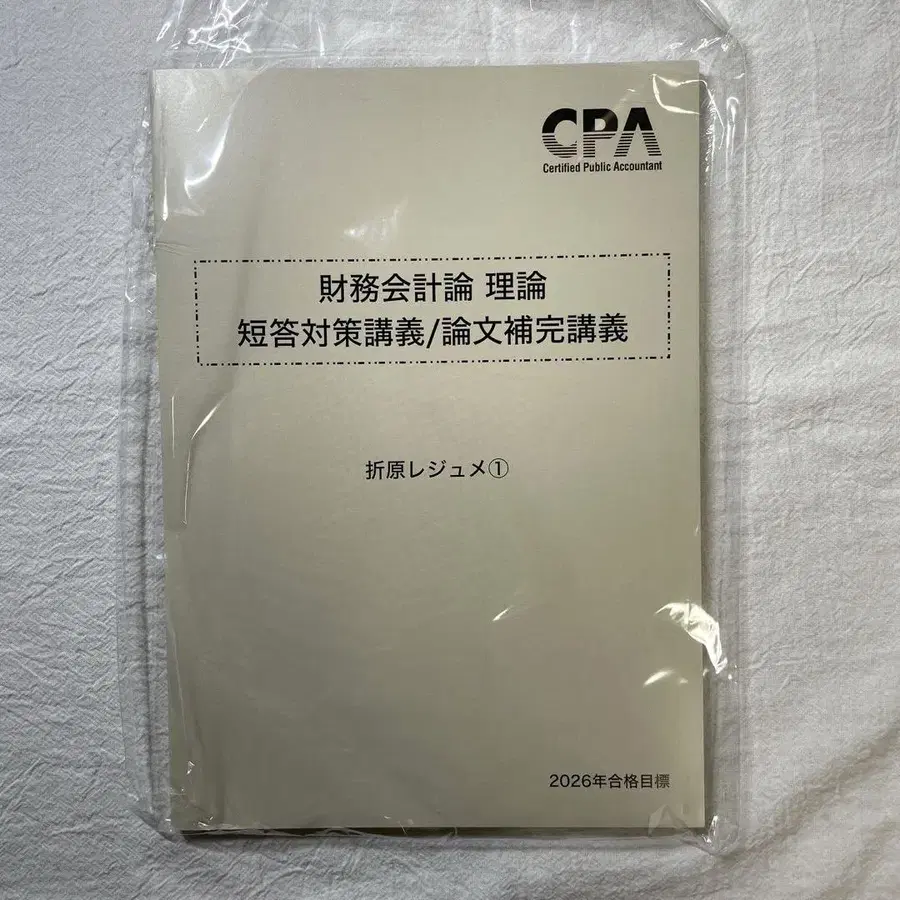 CPA
Certified Public Accountant
財務会計論 理論
短答対策講義/論文補完講義
折原レジュメ①
2026年合格目標